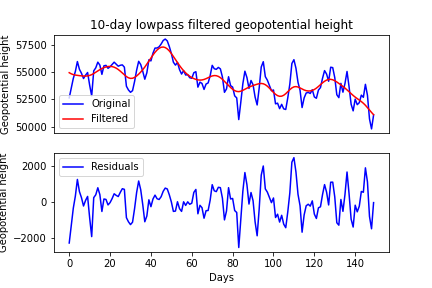 10-day lowpass filtered geopotential height
Geopotential height
57500
55000
52500
50000
Original
Filtered
Geopotential height
2000
0
−2000
Residuals
0 20 40 60 80 100 120 140
Days